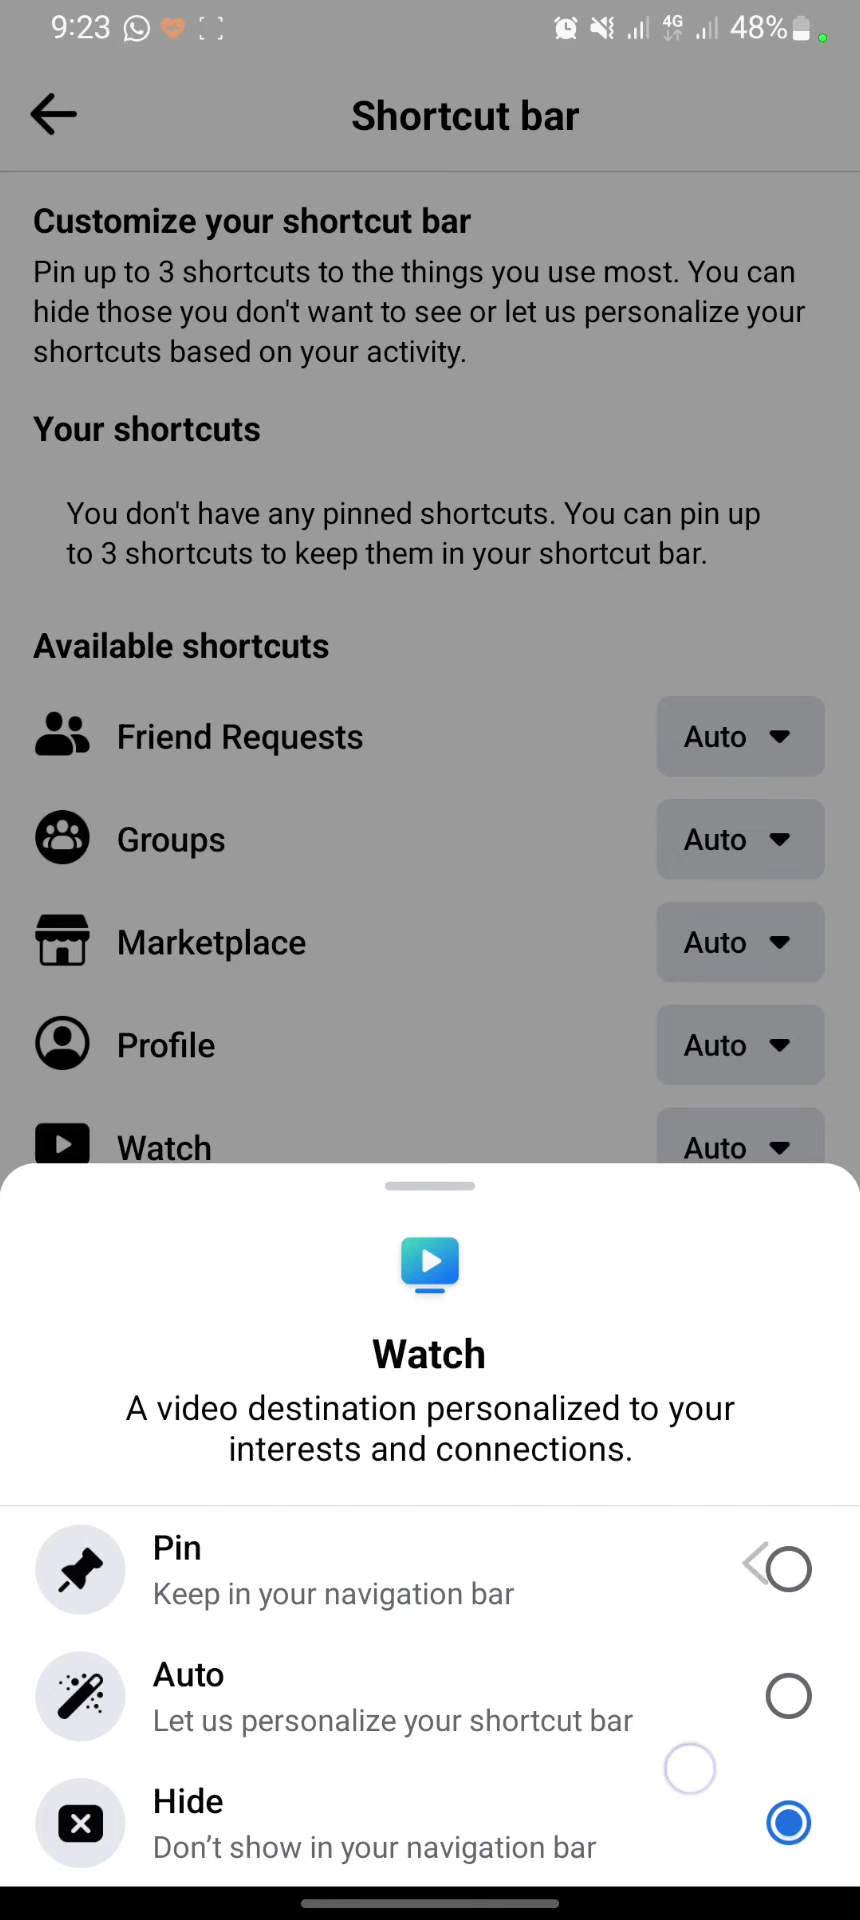 9:23
4G
48%
Shortcut bar
Customize your shortcut bar
Pin up to 3 shortcuts to the things you use most. You can
hide those you don't want to see or let us personalize your
shortcuts based on your activity.
Your shortcuts
You don't have any pinned shortcuts. You can pin up
to 3 shortcuts to keep them in your shortcut bar.
Available shortcuts
Friend Requests Auto
Groups Auto
Marketplace Auto
Profile Auto
Watch Auto
Watch
A video destination personalized to your
interests and connections.
Pin
Keep in your navigation bar
Auto
Let us personalize your shortcut bar
Hide
Don’t show in your navigation bar